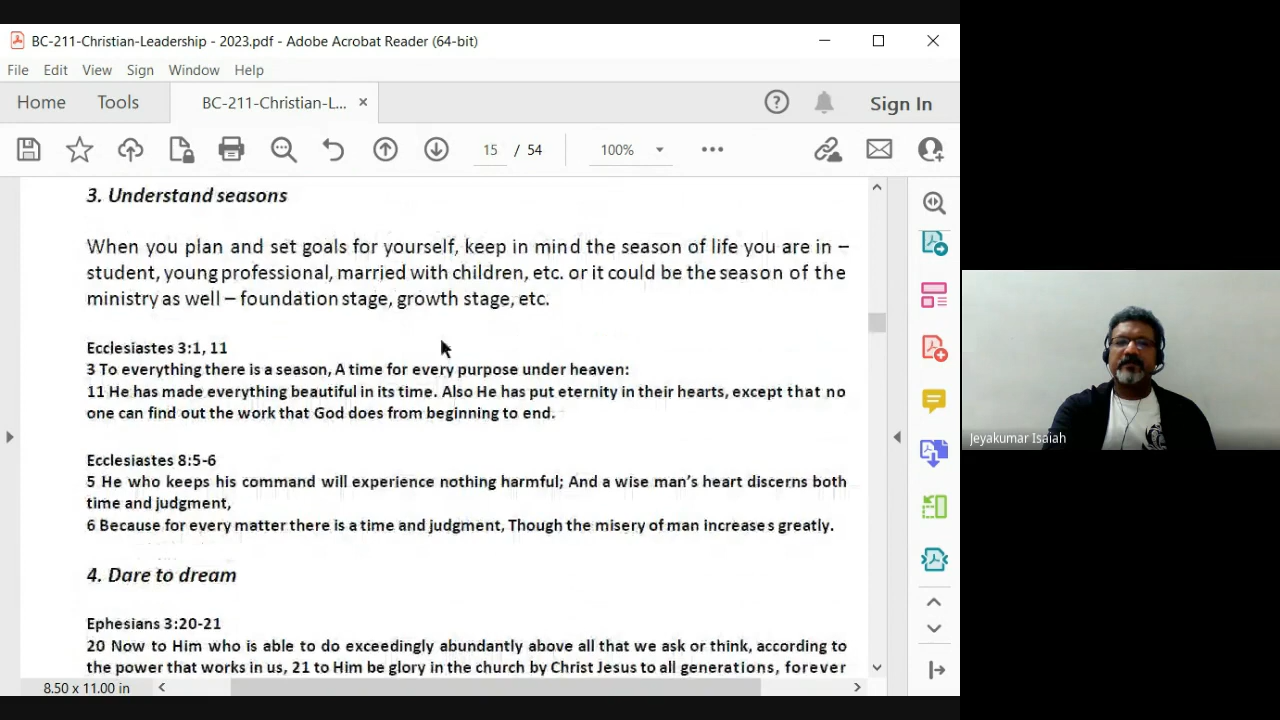 BC-211-Christian-Leadership - 2023.pdf - Adobe Acrobat Reader (64-bit)
File Edit View Sign Window Help
Home Tools BC-211-Christian-L... × Sign In
15 / 54 100%
3. Understand seasons
When you plan and set goals for yourself, keep in mind the season of life you are in –
student, young professional, married with children, etc. or it could be the season of the
ministry as well – foundation stage, growth stage, etc.
Ecclesiastes 3:1, 11
3 To everything there is a season, A time for every purpose under heaven:
11 He has made everything beautiful in its time. Also He has put eternity in their hearts, except that no
one can find out the work that God does from beginning to end.
Ecclesiastes 8:5-6
5 He who keeps his command will experience nothing harmful; And a wise man’s heart discerns both
time and judgment,
6 Because for every matter there is a time and judgment, Though the misery of man increases greatly.
4. Dare to dream
Ephesians 3:20-21
20 Now to Him who is able to do exceedingly abundantly above all that we ask or think, according to
the power that works in us, 21 to Him be glory in the church by Christ Jesus to all generations, forever
8.50 x 11.00 in
Jeyakumar Isaiah